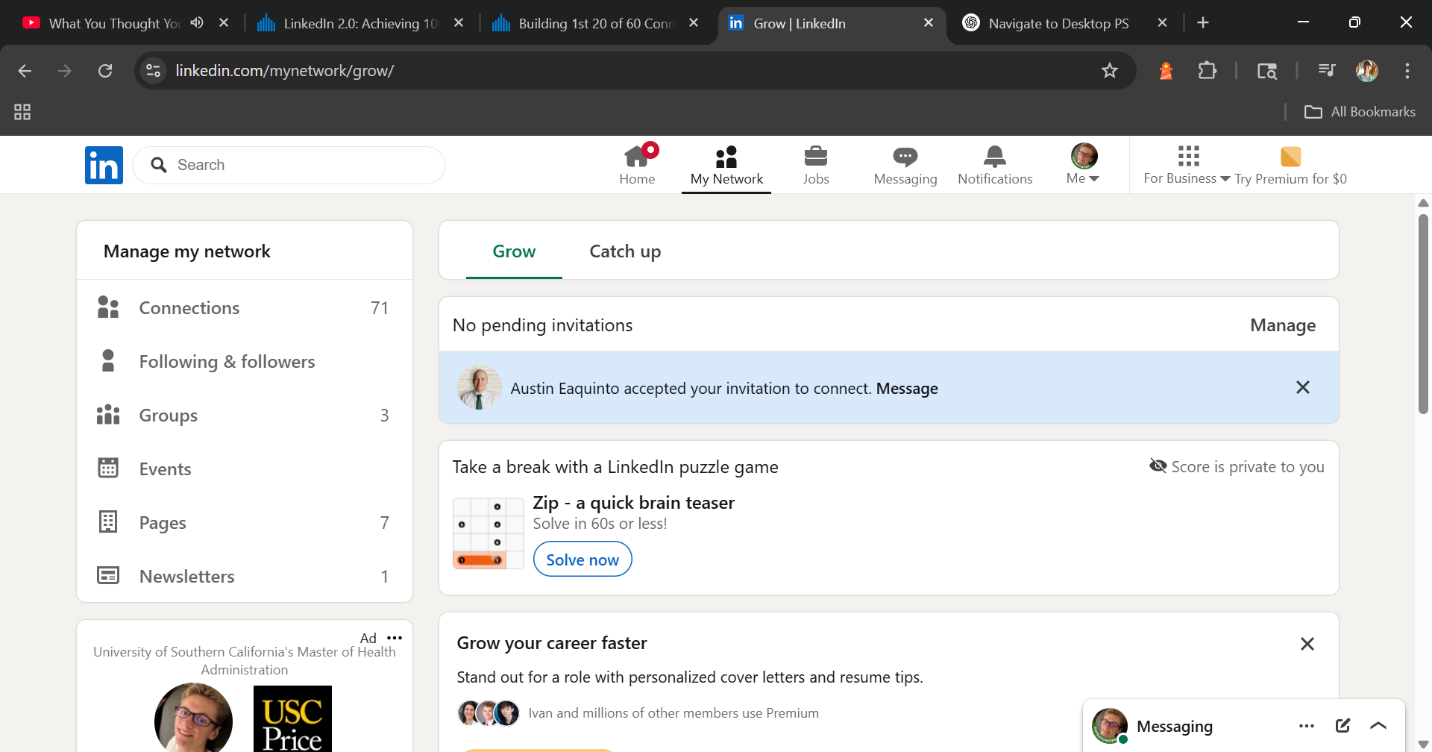 What You Thought Yo
LinkedIn 2.0: Achieving 10
Building 1st 20 of 60 Conn
Grow | LinkedIn
Navigate to Desktop PS
linkedin.com/mynetwork/grow/
All Bookmarks
in
Search
Home
My Network
Jobs
Messaging
Notifications
Me
For Business
Try Premium for $0
Manage my network
Connections 71
Following & followers
Groups 3
Events
Pages 7
Newsletters 1
Ad
University of Southern California's Master of Health
Administration
USC
Price
Grow
Catch up
No pending invitations
Manage
Austin Eaquinto accepted your invitation to connect. Message
Take a break with a LinkedIn puzzle game
Score is private to you
Zip - a quick brain teaser
Solve in 60s or less!
Solve now
Grow your career faster
Stand out for a role with personalized cover letters and resume tips.
Ivan and millions of other members use Premium
Messaging